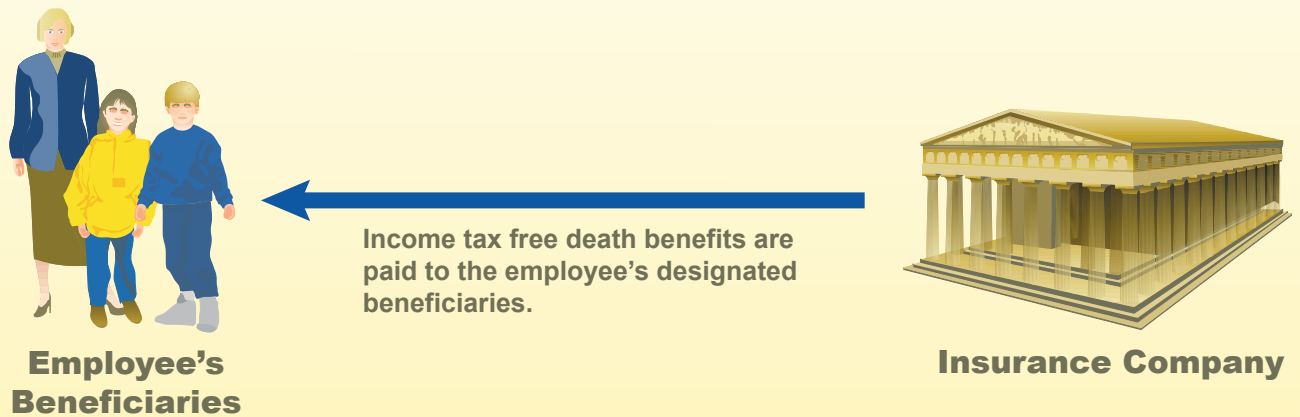 Income tax free death benefits are
paid to the employee’s designated
beneficiaries.
Employee’s
Beneficiaries
Insurance Company